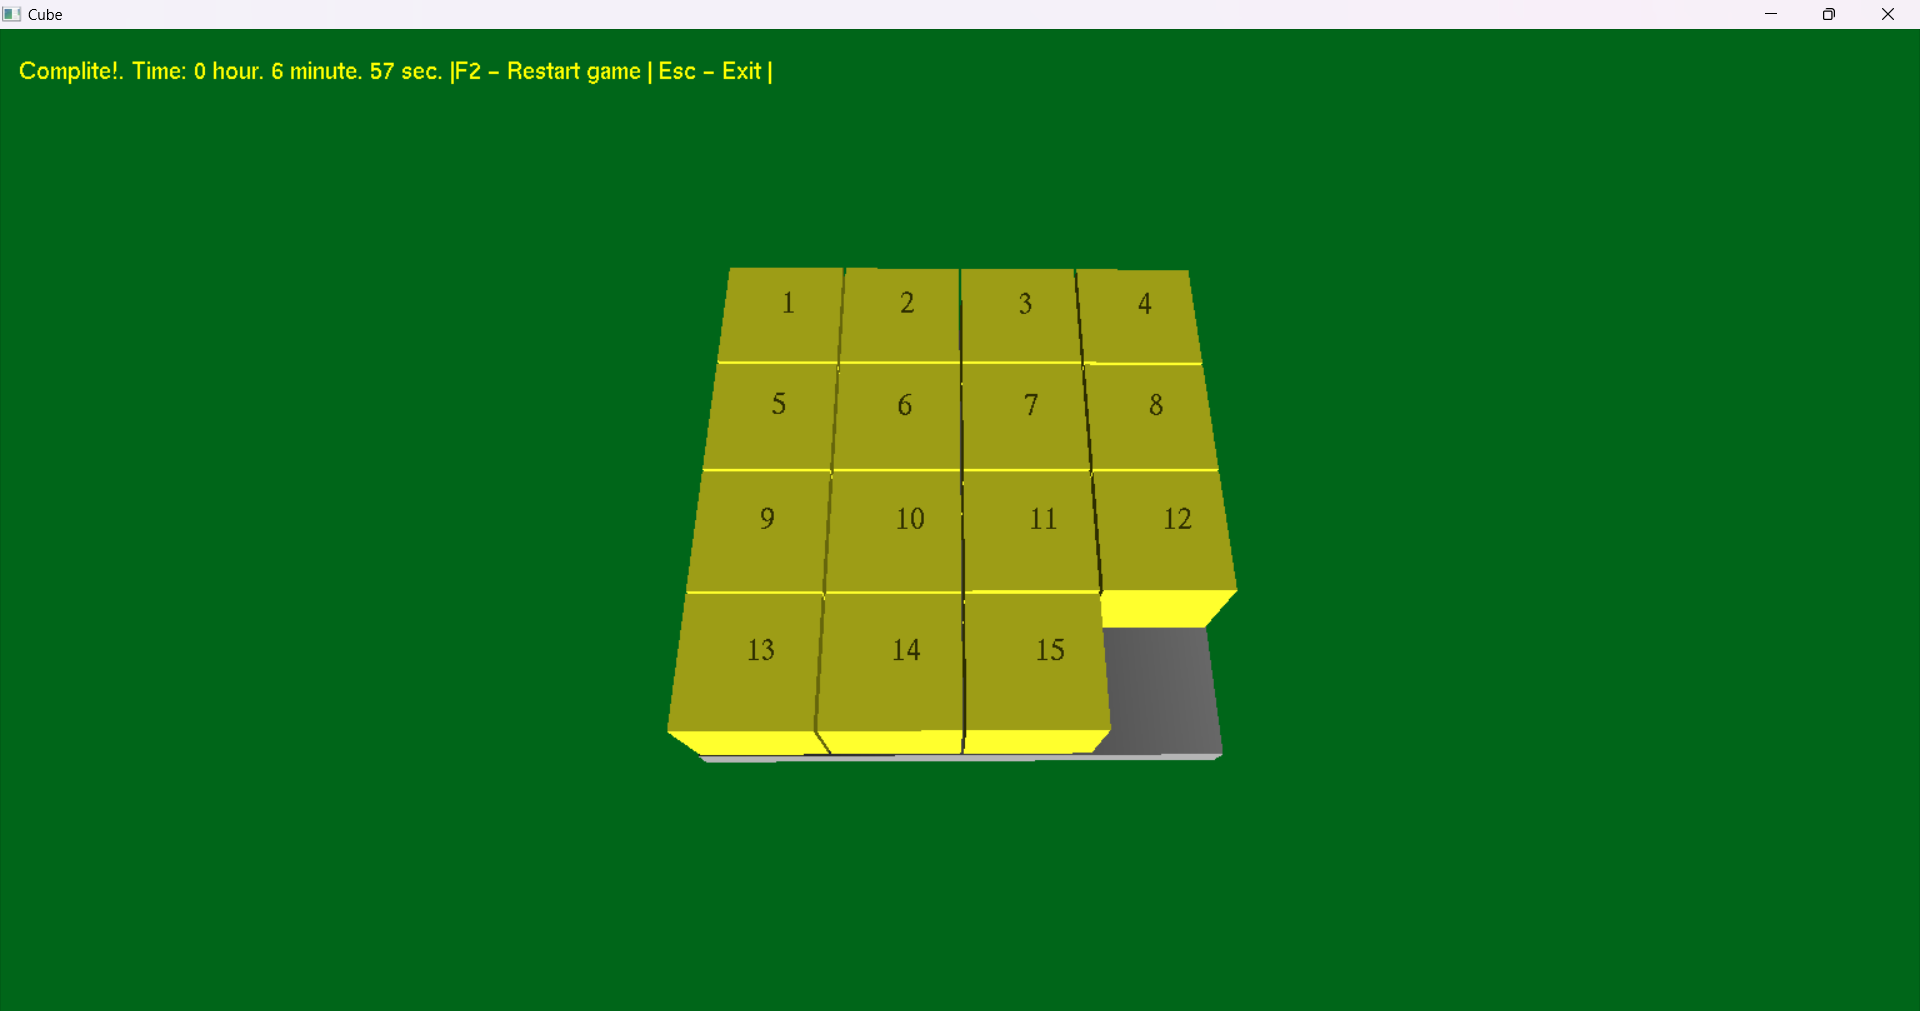 Cube
Complite!. Time: 0 hour. 6 minute. 57 sec. |F2 - Restart game | Esc - Exit |
1 2 3 4
5 6 7 8
9 10 11 12
13 14 15